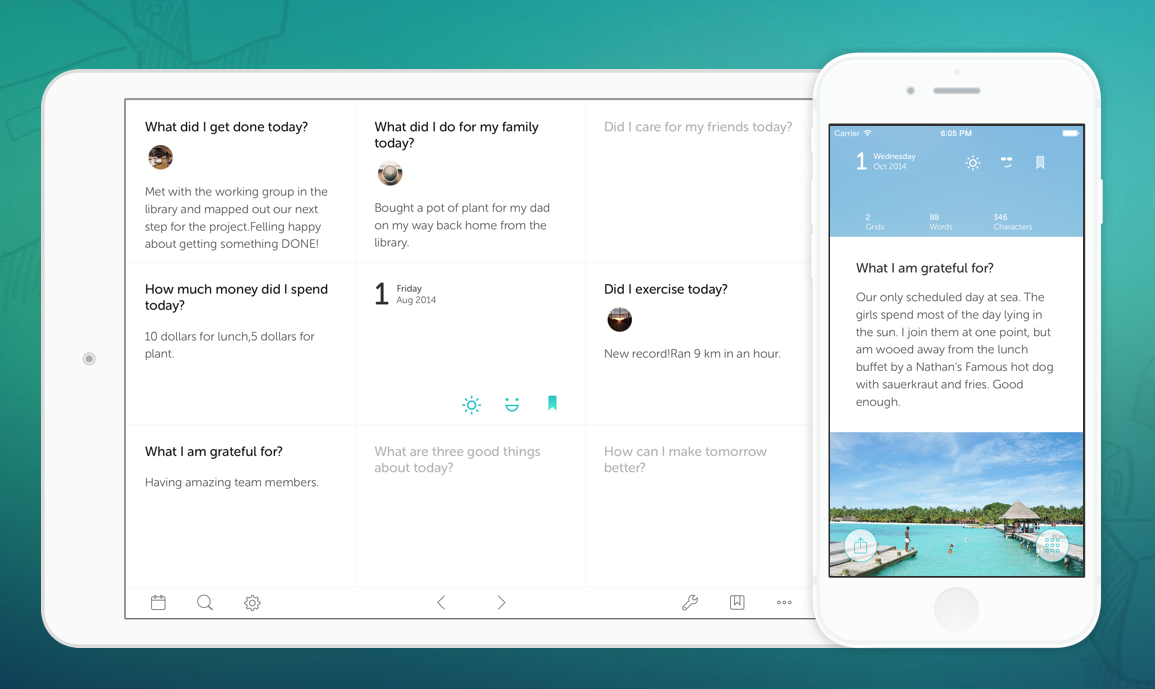 What did I get done today?
Met with the working group in the
library and mapped out our next
step for the project.Felling happy
about getting something DONE!
What did I do for my family
today?
Bought a pot of plant for my dad
on my way back home from the
library.
Did I care for my friends today?
How much money did I spend
today?
10 dollars for lunch,5 dollars for
plant.
1 Friday
Aug 2014
Did I exercise today?
New record!Ran 9 km in an hour.
What I am grateful for?
Having amazing team members.
What are three good things
about today?
How can I make tomorrow
better?
Carrier 6:05 PM
1 Wednesday
Oct 2014
2 88 346
Grids Words Characters
What I am grateful for?
Our only scheduled day at sea. The
girls spend most of the day lying in
the sun. I join them at one point, but
am wooed away from the lunch
buffet by a Nathan's Famous hot dog
with sauerkraut and fries. Good
enough.